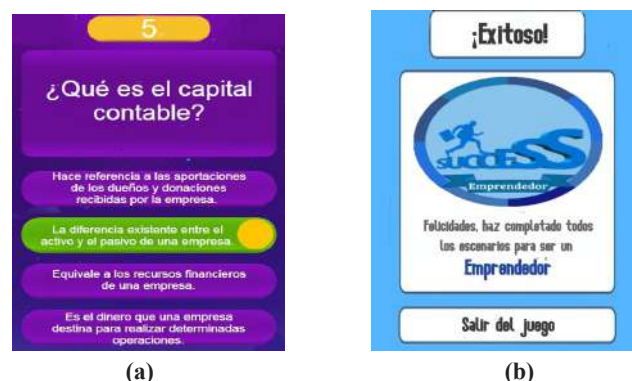 5
¿Qué es el capital
contable?
Hace referencia a las aportaciones
de los dueños y donaciones
recibidas por la empresa.
La diferencia existente entre el
activo y el pasivo de una empresa.
Equivale a los recursos financieros
de una empresa.
Es el dinero que una empresa
destina para realizar determinadas
operaciones.
(a)
¡Exitoso!
SUCCESS
Emprendedor
Felicidades, haz completado todos
los escenarios para ser un
Emprendedor
Salir del juego
(b)